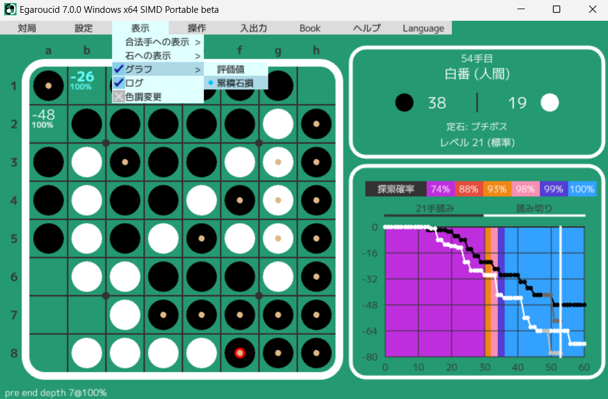 Egaroucid 7.0.0 Windows x64 SIMD Portable beta
対局 設定 表示 操作 入出力 Book ヘルプ Language
合法手への表示 >
石への表示 >
グラフ >
ログ
色調変更
評価値
累積石損
a b f g h
1 -26
100%
2 -48
100%
3
4
5
6
7
8
54手目
白番 (人間)
38 19
定石: プチボス
レベル 21 (標準)
探索確率 74% 88% 93% 98% 99% 100%
21手読み 読み切り
0
-16
-32
-48
-64
-80
0 10 20 30 40 50 60
pre end depth 7@100%